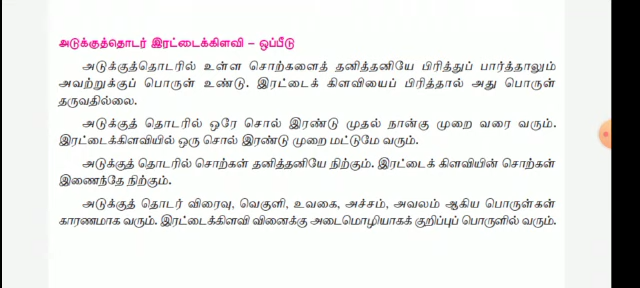 அடுக்குத்தொடர் இரட்டைக்கிளவி – ஒப்பீடு
அடுக்குத்தொடரில் உள்ள சொற்களைத் தனித்தனியே பிரித்துப் பார்த்தாலும்
அவற்றுக்குப் பொருள் உண்டு. இரட்டைக் கிளவியைப் பிரித்தால் அது பொருள்
தருவதில்லை.
அடுக்குத் தொடரில் ஒரே சொல் இரண்டு முதல் நான்கு முறை வரை வரும்.
இரட்டைக்கிளவியில் ஒரு சொல் இரண்டு முறை மட்டுமே வரும்.
அடுக்குத் தொடரில் சொற்கள் தனித்தனியே நிற்கும். இரட்டைக் கிளவியின் சொற்கள்
இணைந்தே நிற்கும்.
அடுக்குத் தொடர் விரைவு, வெகுளி, உவகை, அச்சம், அவலம் ஆகிய பொருள்கள்
காரணமாக வரும். இரட்டைக்கிளவி வினைக்கு அடைமொழியாகக் குறிப்புப் பொருளில் வரும்.